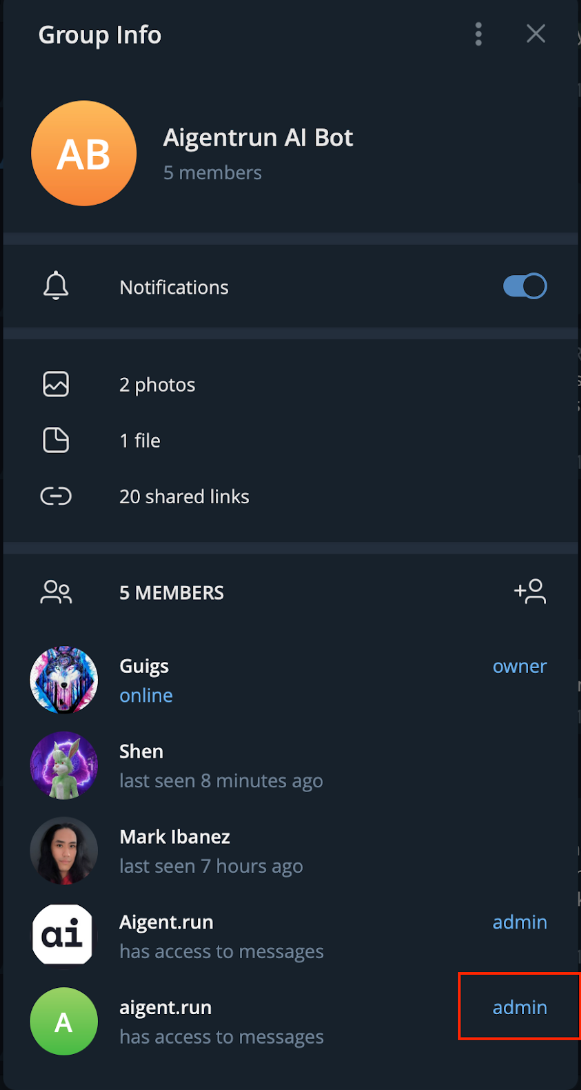 Group Info
AB
Aigentrun AI Bot
5 members
Notifications
2 photos
1 file
20 shared links
5 MEMBERS
Guigs
owner
online
Shen
last seen 8 minutes ago
Mark Ibanez
last seen 7 hours ago
ai
Aigent.run
admin
has access to messages
A
aigent.run
admin
has access to messages